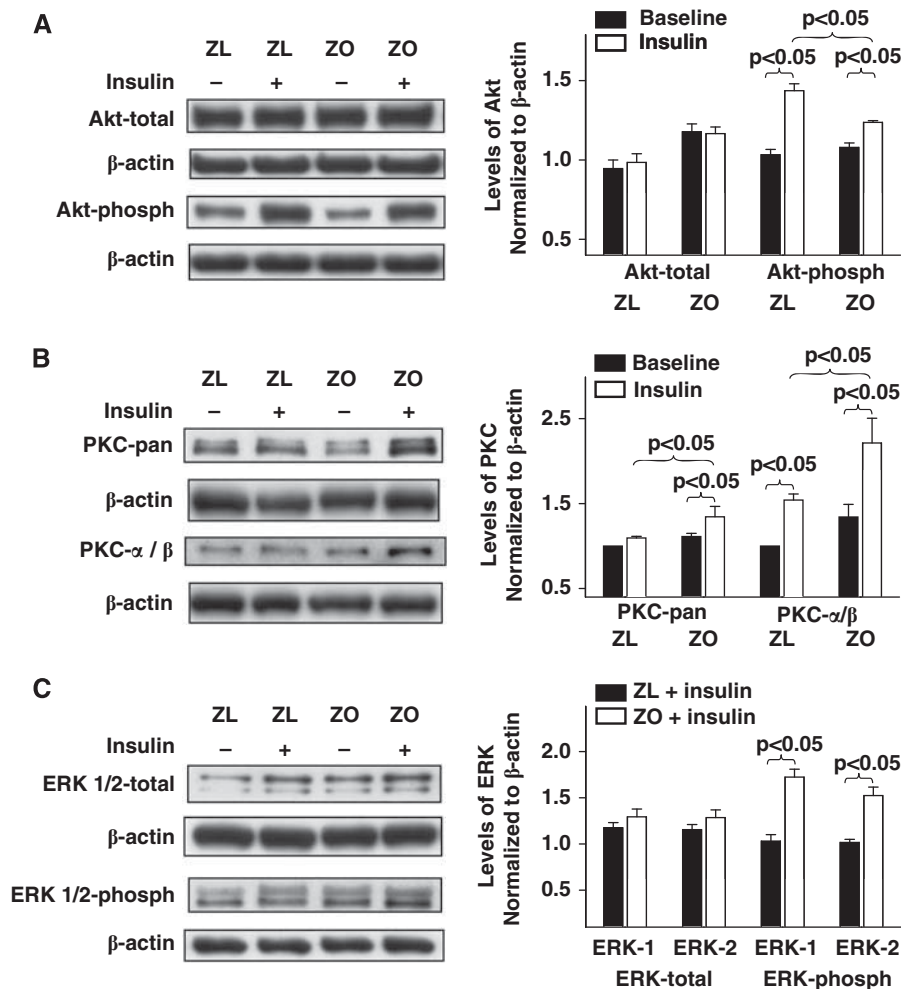 A
ZL ZL ZO ZO
Insulin – + – +
Akt-total
β-actin
Akt-phosph
β-actin
Baseline
Insulin
p<0.05
p<0.05 p<0.05
Levels of Akt
Normalized to β-actin
1.5
1.0
0.5
Akt-total Akt-phosph
ZL ZO ZL ZO
B
ZL ZL ZO ZO
Insulin – + – +
PKC-pan
β-actin
PKC-α / β
β-actin
Baseline
Insulin
p<0.05
p<0.05
p<0.05
p<0.05
p<0.05
Levels of PKC
Normalized to β-actin
2.5
1.5
0.5
PKC-pan PKC-α/β
ZL ZO ZL ZO
C
ZL ZL ZO ZO
Insulin – + – +
ERK 1/2-total
β-actin
ERK 1/2-phosph
β-actin
ZL + insulin
ZO + insulin
p<0.05
p<0.05
Levels of ERK
Normalized to β-actin
2.0
1.5
1.0
0.5
ERK-1 ERK-2 ERK-1 ERK-2
ERK-total ERK-phosph